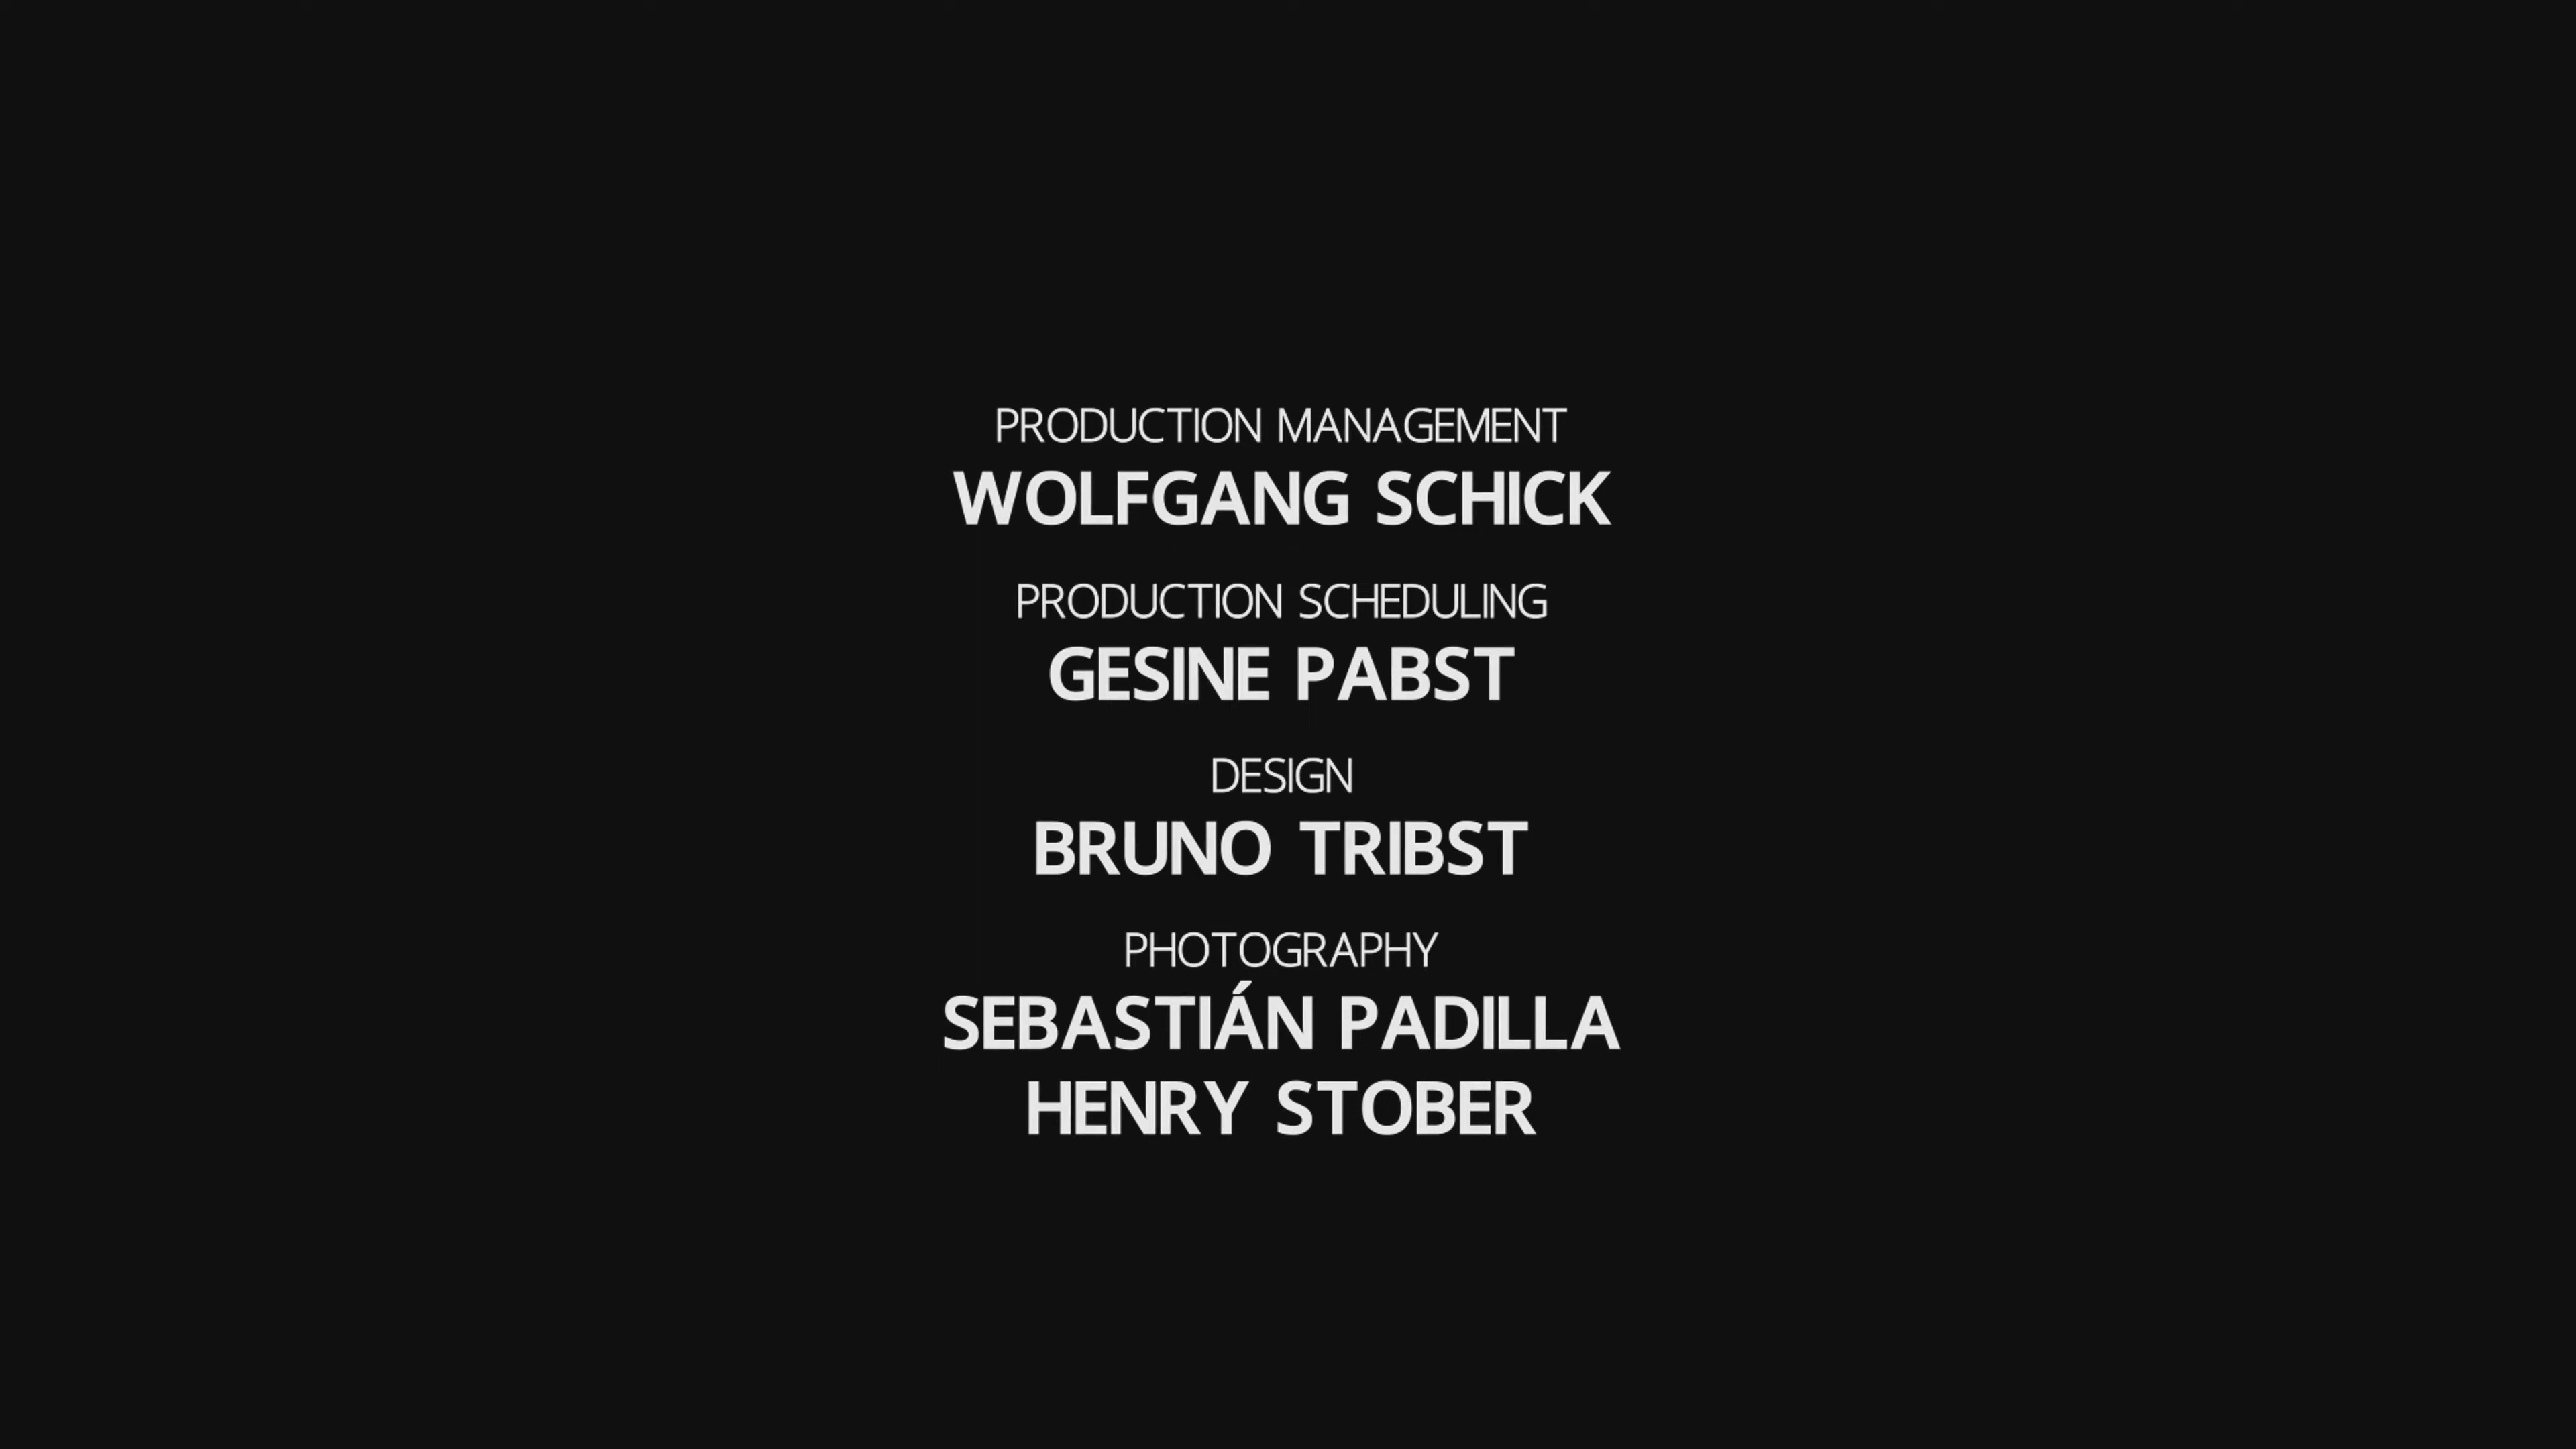 PRODUCTION MANAGEMENT
WOLFGANG SCHICK
PRODUCTION SCHEDULING
GESINE PABST
DESIGN
BRUNO TRIBST
PHOTOGRAPHY
SEBASTIÁN PADILLA
HENRY STOBER